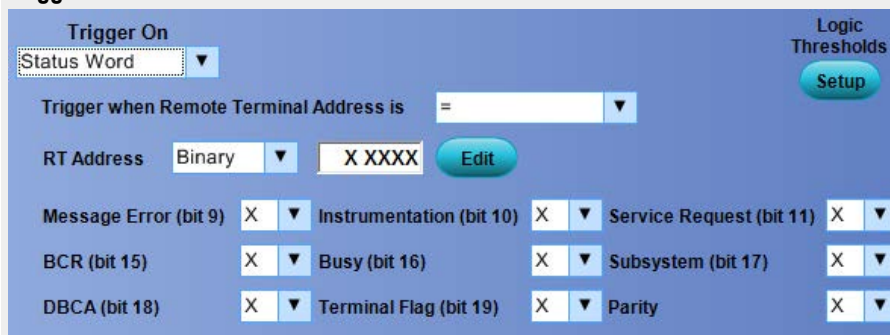 Trigger On
Logic
Thresholds
Status Word
Setup
Trigger when Remote Terminal Address is =
RT Address Binary X XXXX Edit
Message Error (bit 9) X Instrumentation (bit 10) X Service Request (bit 11) X
BCR (bit 15) X Busy (bit 16) X Subsystem (bit 17) X
DBCA (bit 18) X Terminal Flag (bit 19) X Parity X